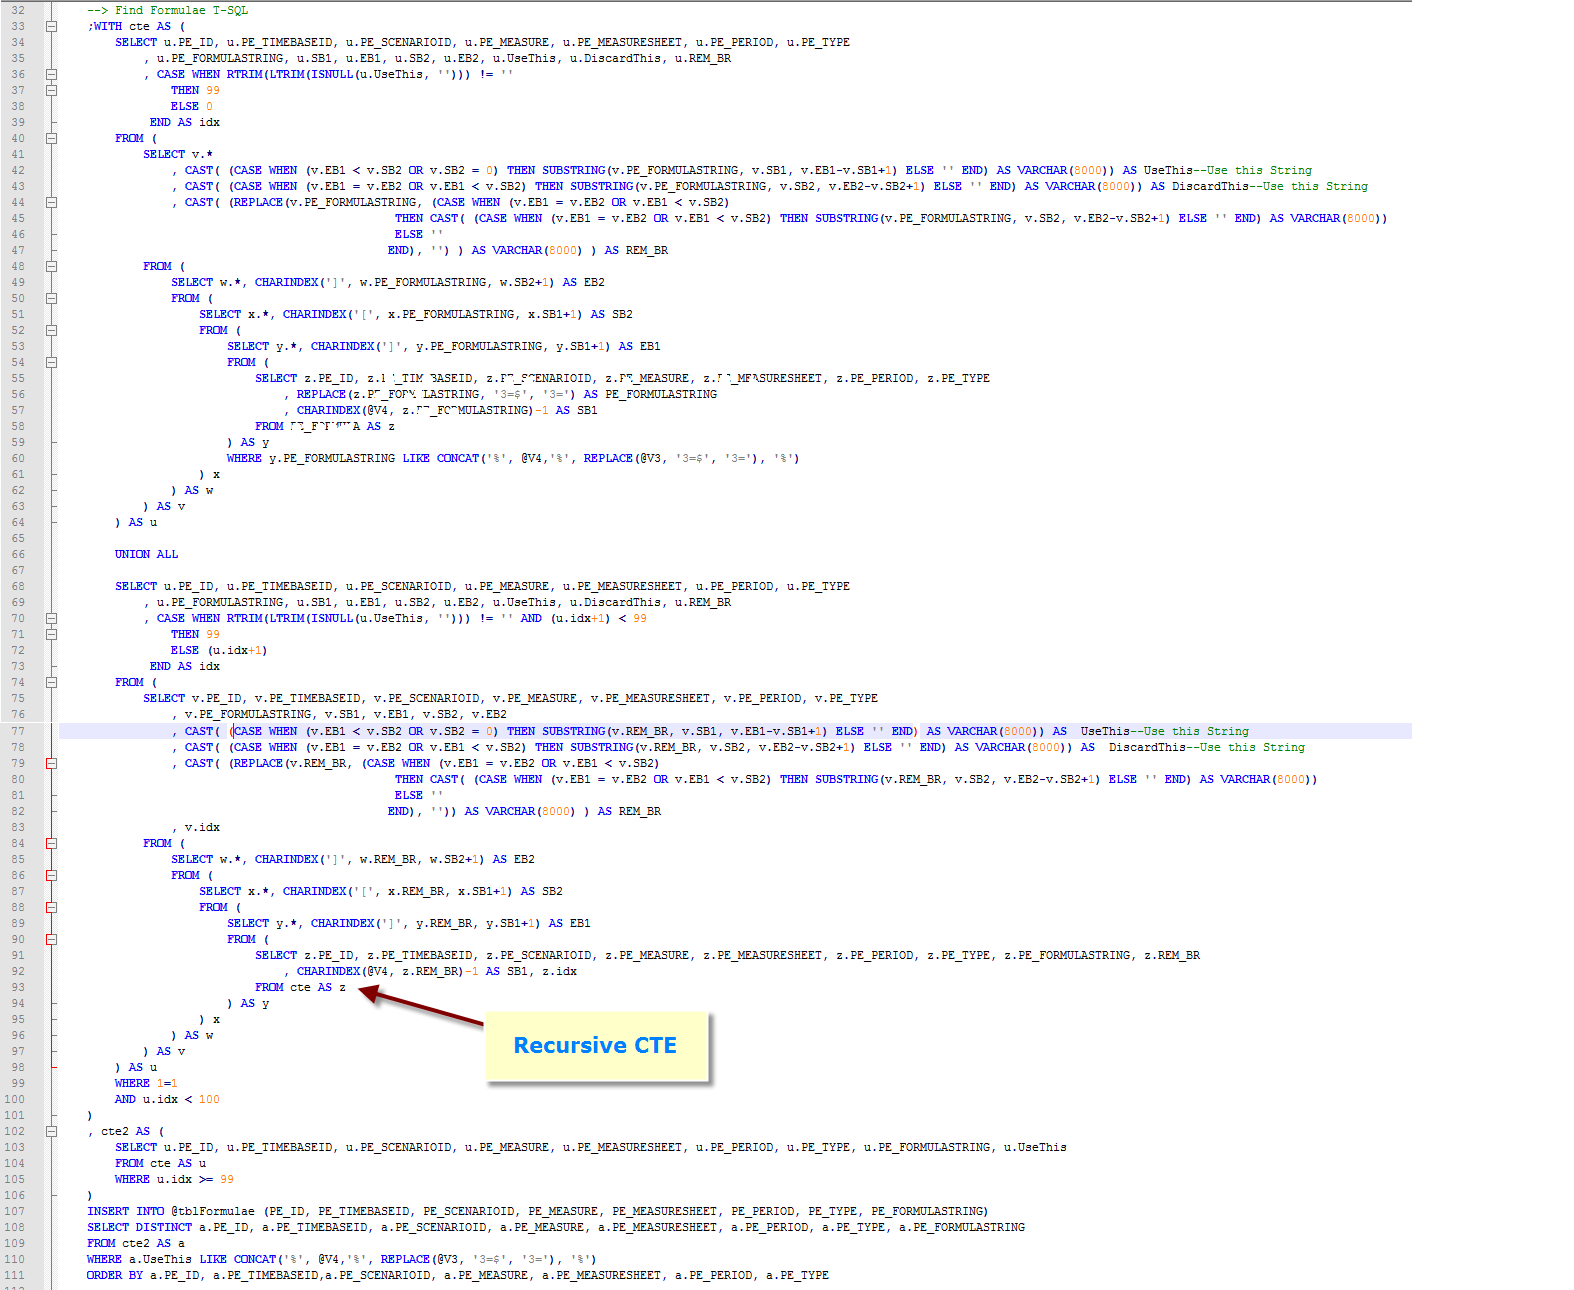 32 --> Find Formulae T-SQL
33 ;WITH cte AS (
34 SELECT u.PE_ID, u.PE_TIMEBASEID, u.PE_SCENARIOID, u.PE_MEASURE, u.PE_MEASURESHEET, u.PE_PERIOD, u.PE_TYPE
35 , u.PE_FORMULASTRING, u.SB1, u.EB1, u.SB2, u.EB2, u.UseThis, u.DiscardThis, u.REM_BR
36 , CASE WHEN RTRIM(LTRIM(ISNULL(u.UseThis, ''))) != ''
37 THEN 99
38 ELSE 0
39 END AS idx
40 FROM (
41 SELECT v.*
42 , CAST( (CASE WHEN (v.EB1 < v.SB2 OR v.SB2 = 0) THEN SUBSTRING(v.PE_FORMULASTRING, v.SB1, v.EB1-v.SB1+1) ELSE '' END) AS VARCHAR(8000)) AS UseThis--Use this String
43 , CAST( (CASE WHEN (v.EB1 = v.EB2 OR v.EB1 < v.SB2) THEN SUBSTRING(v.PE_FORMULASTRING, v.SB2, v.EB2-v.SB2+1) ELSE '' END) AS VARCHAR(8000)) AS DiscardThis--Use this String
44 , CAST( (REPLACE(v.PE_FORMULASTRING, (CASE WHEN (v.EB1 = v.EB2 OR v.EB1 < v.SB2)
45 THEN CAST( (CASE WHEN (v.EB1 = v.EB2 OR v.EB1 < v.SB2) THEN SUBSTRING(v.PE_FORMULASTRING, v.SB2, v.EB2-v.SB2+1) ELSE '' END) AS VARCHAR(8000))
46 ELSE ''
47 END), '') ) AS VARCHAR(8000) ) AS REM_BR
48 FROM (
49 SELECT w.*, CHARINDEX(']', w.PE_FORMULASTRING, w.SB2+1) AS EB2
50 FROM (
51 SELECT x.*, CHARINDEX('[', x.PE_FORMULASTRING, x.SB1+1) AS SB2
52 FROM (
53 SELECT y.*, CHARINDEX(']', y.PE_FORMULASTRING, y.SB1+1) AS EB1
54 FROM (
55 SELECT z.PE_ID, z.PE_TIMEBASEID, z.PE_SCENARIOID, z.PE_MEASURE, z.PE_MEASURESHEET, z.PE_PERIOD, z.PE_TYPE
56 , REPLACE(z.PE_FORMULASTRING, '3=$', '3=') AS PE_FORMULASTRING
57 , CHARINDEX(@V4, z.PE_FORMULASTRING)-1 AS SB1
58 FROM AS z
59 ) AS y
60 WHERE y.PE_FORMULASTRING LIKE CONCAT('%', @V4,'%', REPLACE(@V3, '3=$', '3='), '%')
61 ) x
62 ) AS w
63 ) AS v
64 ) AS u
65
66 UNION ALL
67
68 SELECT u.PE_ID, u.PE_TIMEBASEID, u.PE_SCENARIOID, u.PE_MEASURE, u.PE_MEASURESHEET, u.PE_PERIOD, u.PE_TYPE
69 , u.PE_FORMULASTRING, u.SB1, u.EB1, u.SB2, u.EB2, u.UseThis, u.DiscardThis, u.REM_BR
70 , CASE WHEN RTRIM(LTRIM(ISNULL(u.UseThis, ''))) != '' AND (u.idx+1) < 99
71 THEN 99
72 ELSE (u.idx+1)
73 END AS idx
74 FROM (
75 SELECT v.PE_ID, v.PE_TIMEBASEID, v.PE_SCENARIOID, v.PE_MEASURE, v.PE_MEASURESHEET, v.PE_PERIOD, v.PE_TYPE
76 , v.PE_FORMULASTRING, v.SB1, v.EB1, v.SB2, v.EB2
77 , CAST( (CASE WHEN (v.EB1 < v.SB2 OR v.SB2 = 0) THEN SUBSTRING(v.REM_BR, v.SB1, v.EB1-v.SB1+1) ELSE '' END) AS VARCHAR(8000)) AS UseThis--Use this String
78 , CAST( (CASE WHEN (v.EB1 = v.EB2 OR v.EB1 < v.SB2) THEN SUBSTRING(v.REM_BR, v.SB2, v.EB2-v.SB2+1) ELSE '' END) AS VARCHAR(8000)) AS DiscardThis--Use this String
79 , CAST( (REPLACE(v.REM_BR, (CASE WHEN (v.EB1 = v.EB2 OR v.EB1 < v.SB2)
80 THEN CAST( (CASE WHEN (v.EB1 = v.EB2 OR v.EB1 < v.SB2) THEN SUBSTRING(v.REM_BR, v.SB2, v.EB2-v.SB2+1) ELSE '' END) AS VARCHAR(8000))
81 ELSE ''
82 END), '')) AS VARCHAR(8000) ) AS REM_BR
83 , v.idx
84 FROM (
85 SELECT w.*, CHARINDEX(']', w.REM_BR, w.SB2+1) AS EB2
86 FROM (
87 SELECT x.*, CHARINDEX('[', x.REM_BR, x.SB1+1) AS SB2
88 FROM (
89 SELECT y.*, CHARINDEX(']', y.REM_BR, y.SB1+1) AS EB1
90 FROM (
91 SELECT z.PE_ID, z.PE_TIMEBASEID, z.PE_SCENARIOID, z.PE_MEASURE, z.PE_MEASURESHEET, z.PE_PERIOD, z.PE_TYPE, z.PE_FORMULASTRING, z.REM_BR
92 , CHARINDEX(@V4, z.REM_BR)-1 AS SB1, z.idx
93 FROM cte AS z
94 ) AS y
95 ) x
96 ) AS w
97 ) AS v
98 ) AS u
99 WHERE 1=1
100 AND u.idx < 100
101 )
102 , cte2 AS (
103 SELECT u.PE_ID, u.PE_TIMEBASEID, u.PE_SCENARIOID, u.PE_MEASURE, u.PE_MEASURESHEET, u.PE_PERIOD, u.PE_TYPE, u.PE_FORMULASTRING, u.UseThis
104 FROM cte AS u
105 WHERE u.idx >= 99
106 )
107 INSERT INTO @tblFormulae (PE_ID, PE_TIMEBASEID, PE_SCENARIOID, PE_MEASURE, PE_MEASURESHEET, PE_PERIOD, PE_TYPE, PE_FORMULASTRING)
108 SELECT DISTINCT a.PE_ID, a.PE_TIMEBASEID, a.PE_SCENARIOID, a.PE_MEASURE, a.PE_MEASURESHEET, a.PE_PERIOD, a.PE_TYPE, a.PE_FORMULASTRING
109 FROM cte2 AS a
110 WHERE a.UseThis LIKE CONCAT('%', @V4,'%', REPLACE(@V3, '3=$', '3='), '%')
111 ORDER BY a.PE_ID, a.PE_TIMEBASEID,a.PE_SCENARIOID, a.PE_MEASURE, a.PE_MEASURESHEET, a.PE_PERIOD, a.PE_TYPE
Recursive CTE